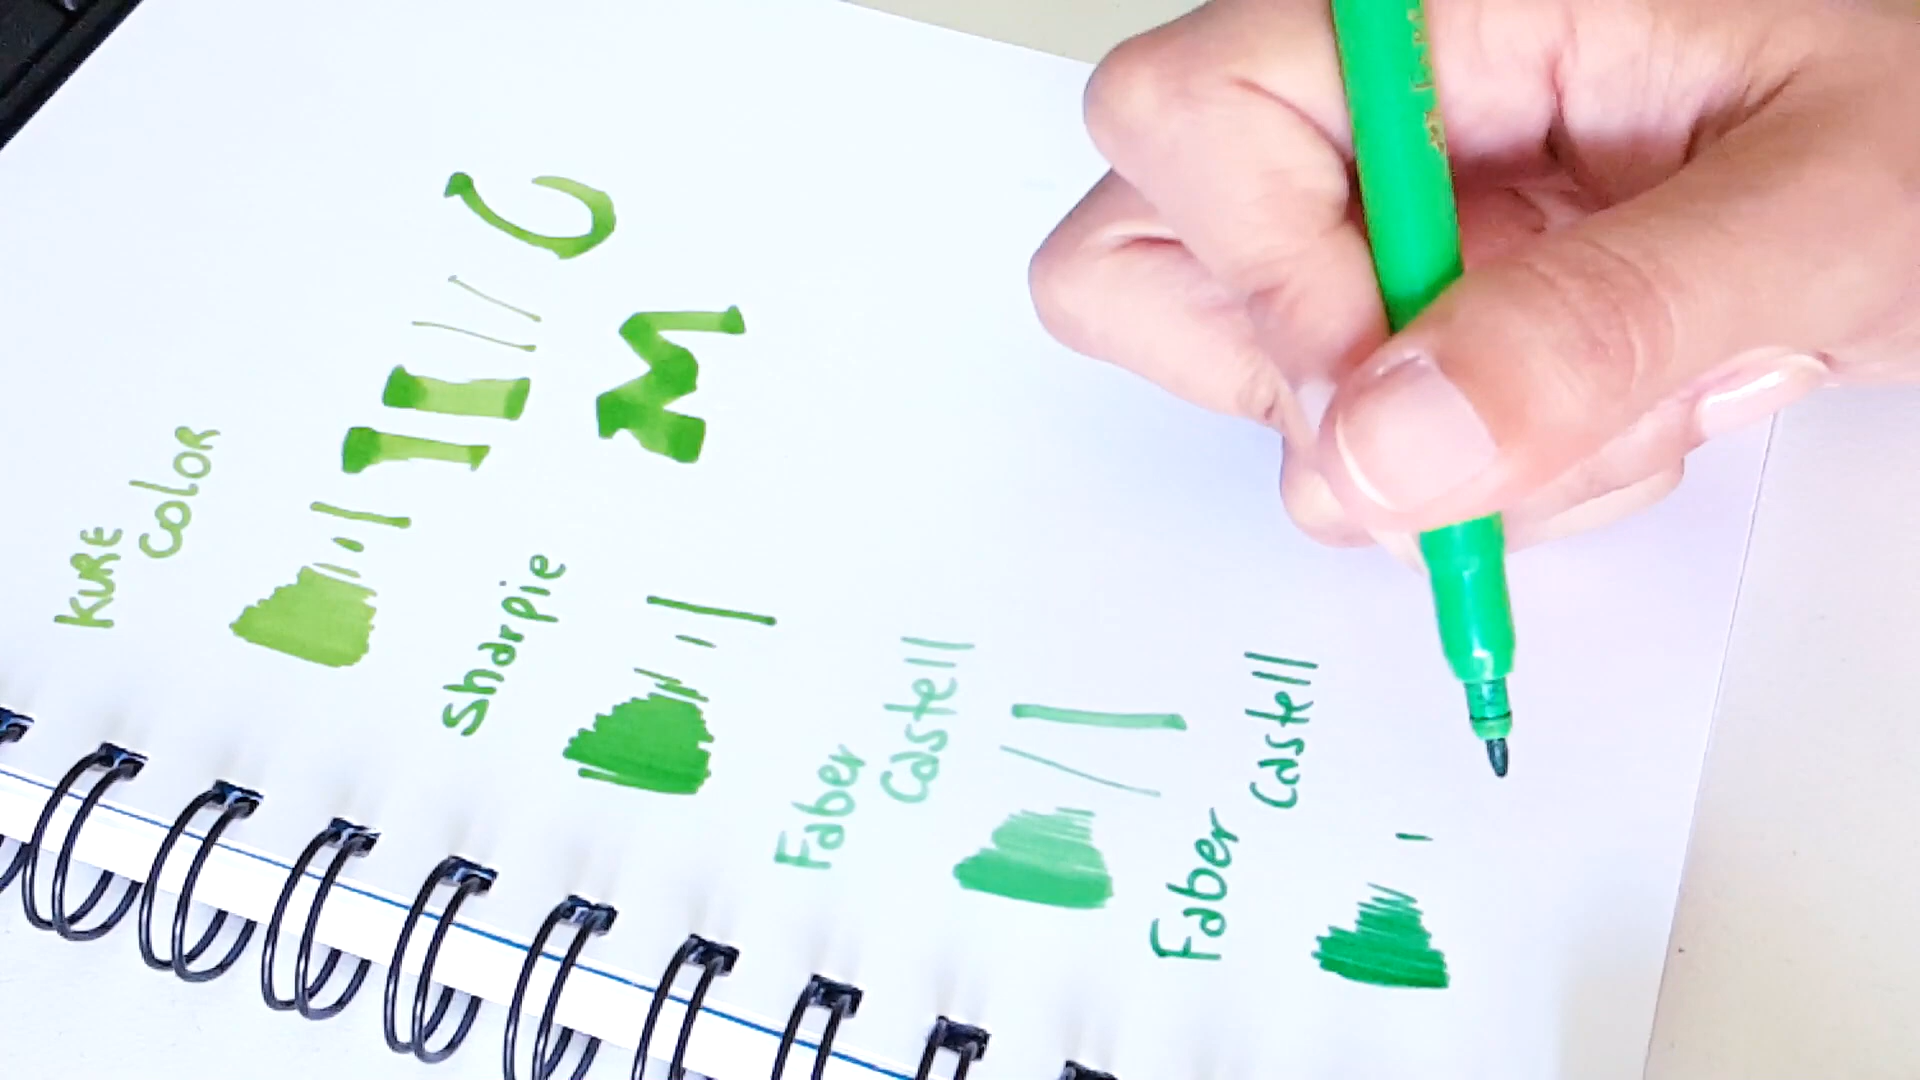 KURE
COLOR
C
M
Sharpie
Faber
Castell
Faber
Castell